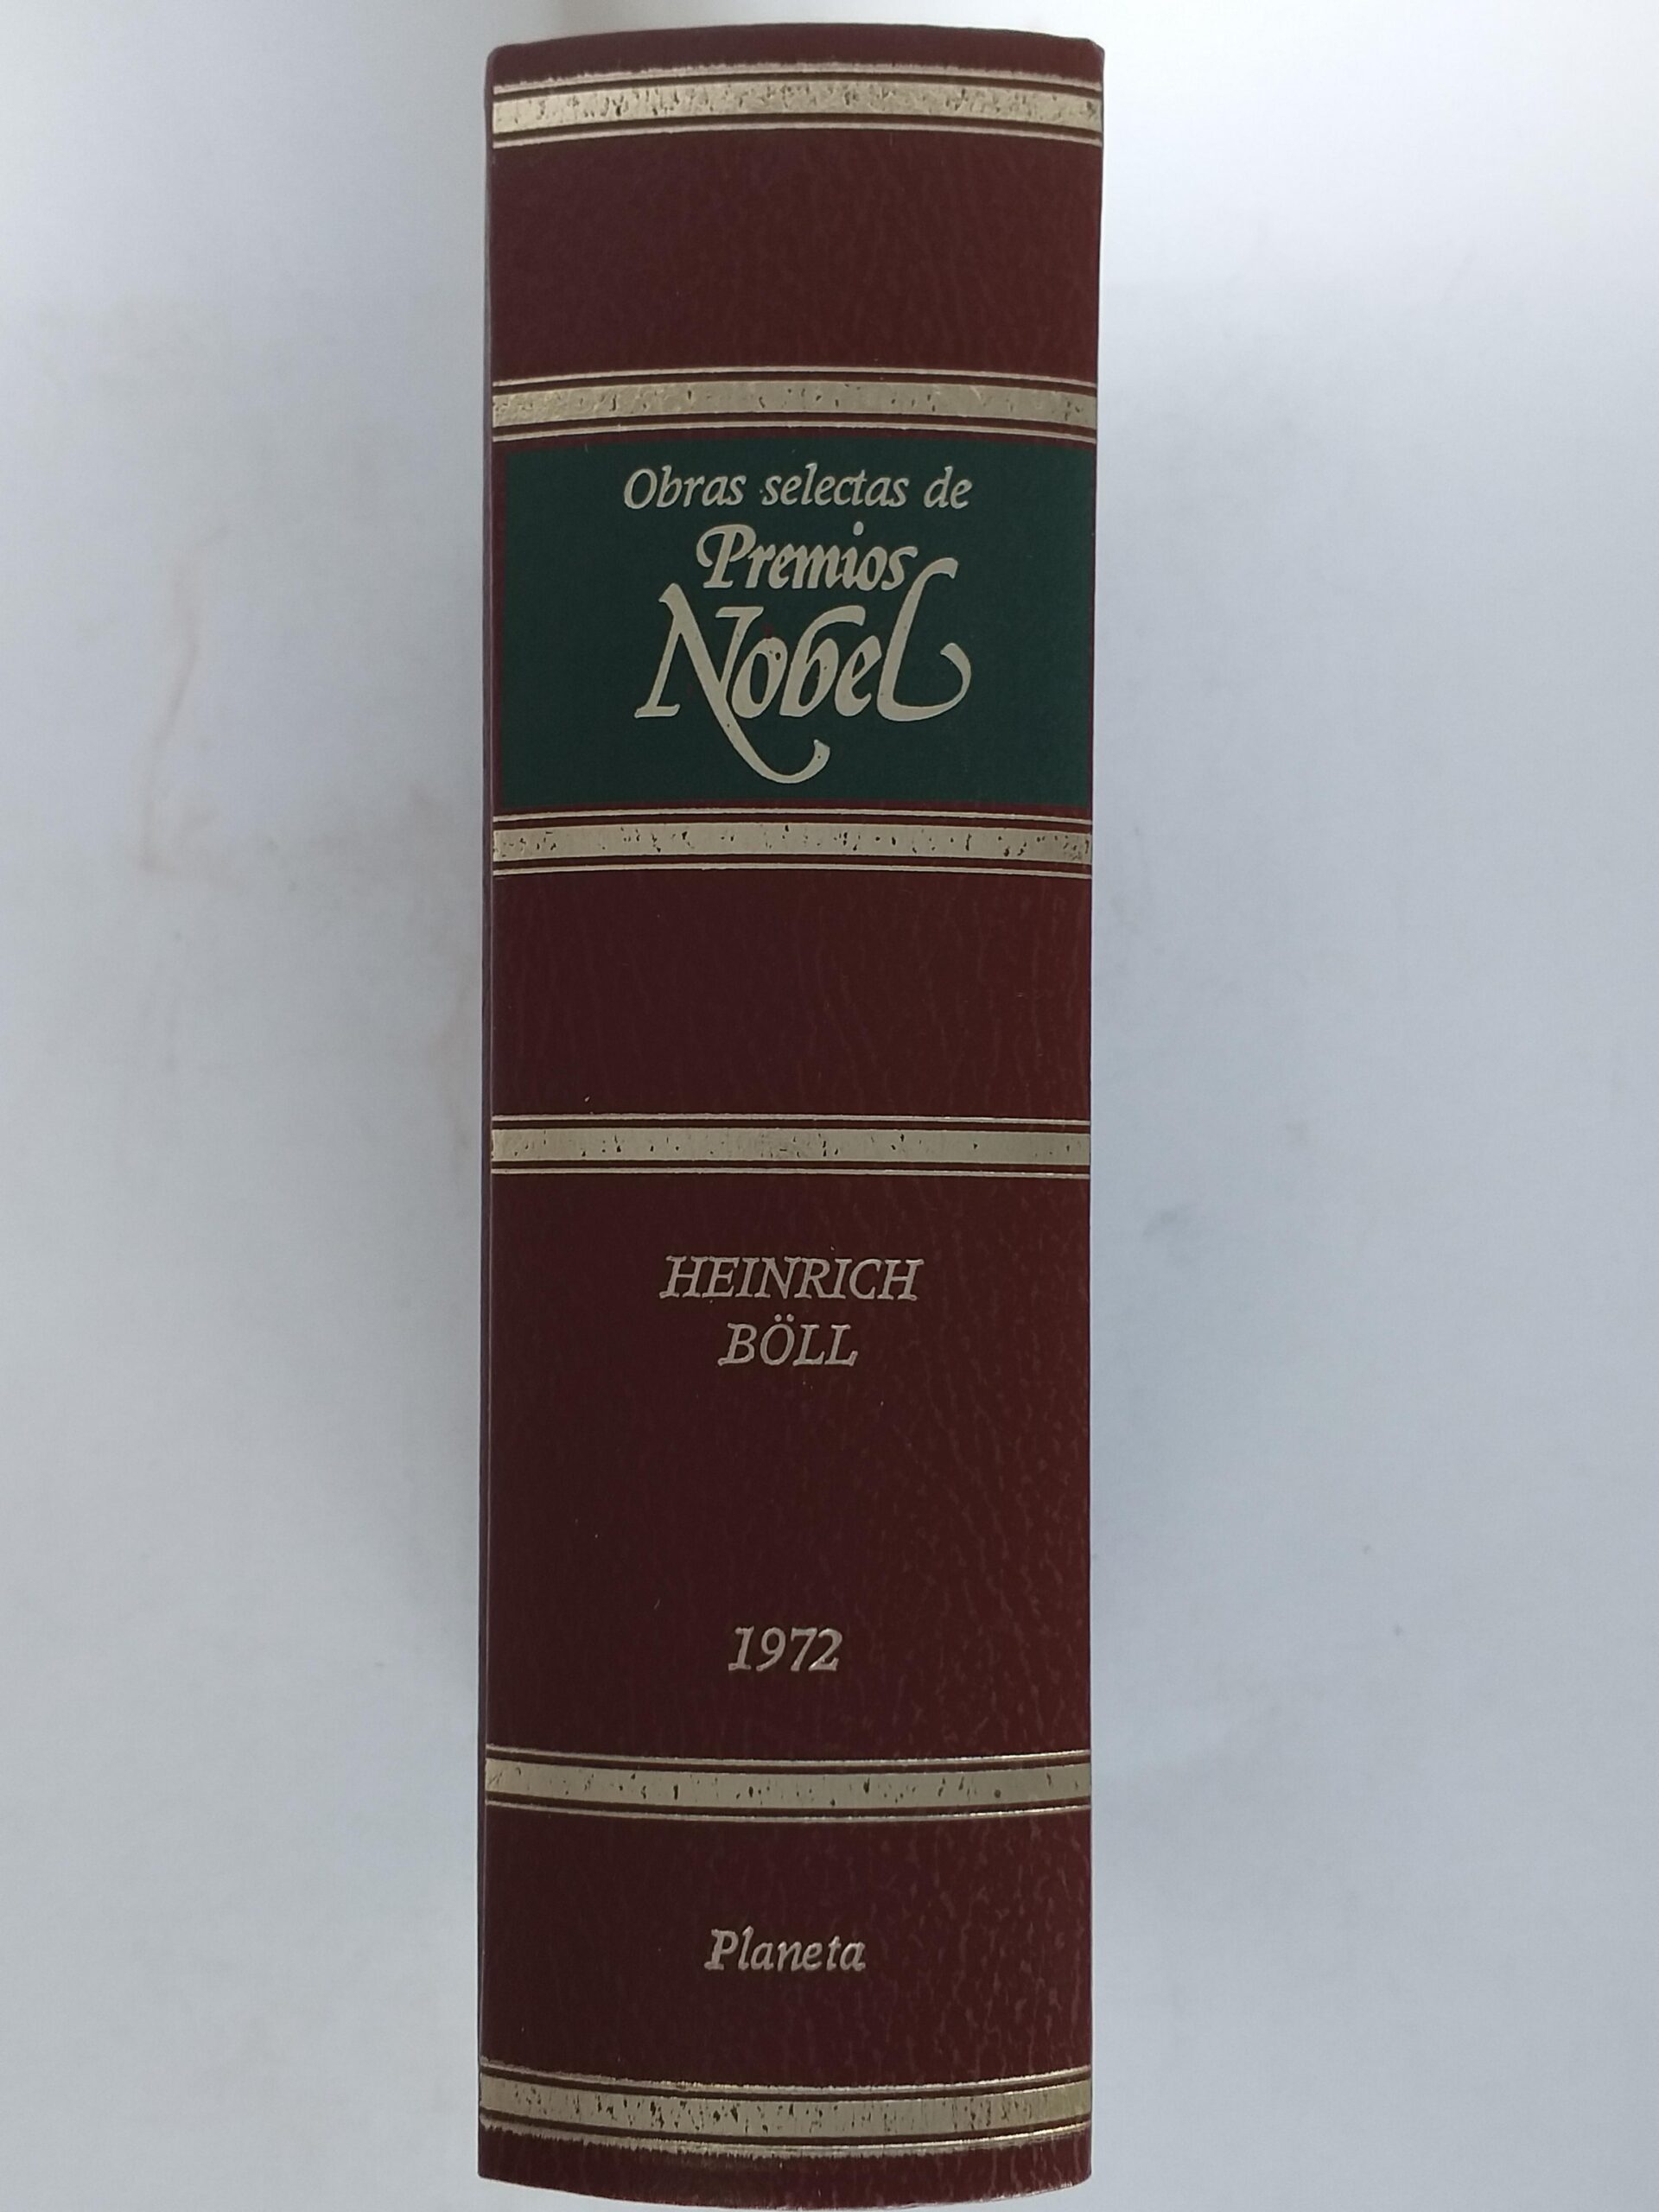 Obras selectas de
Premios
Nobel
HEINRICH
BÖLL
1972
Planeta